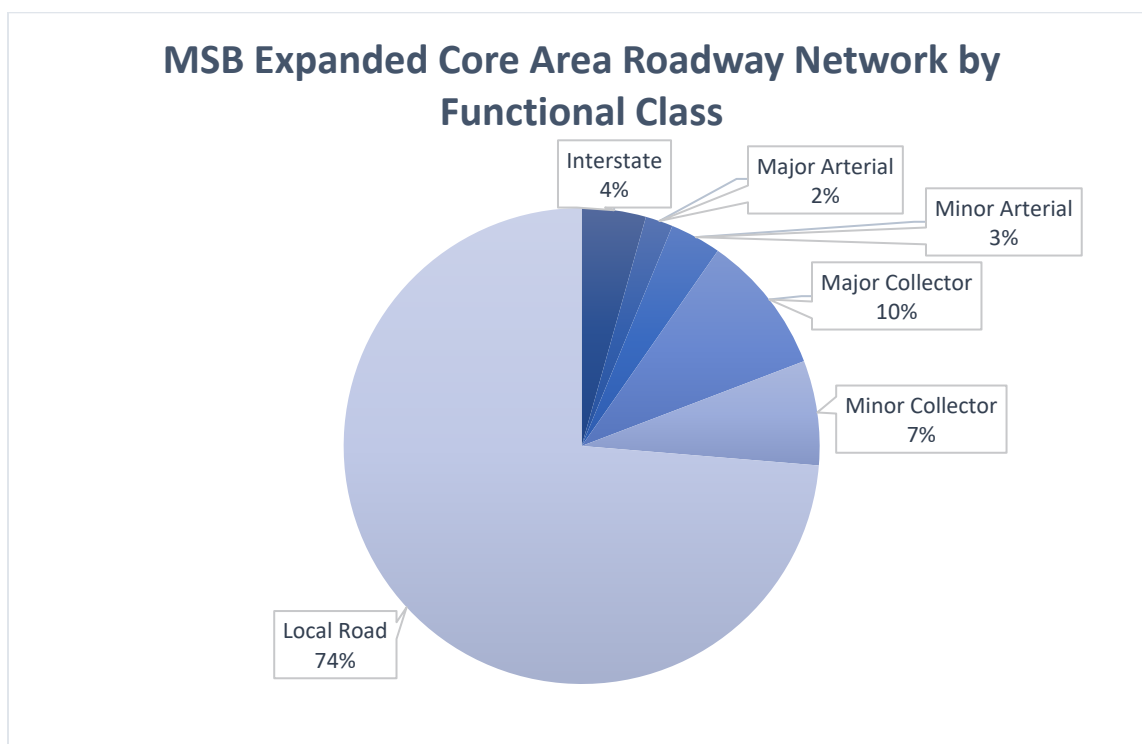 MSB Expanded Core Area Roadway Network by
Functional Class
Interstate
4%
Major Arterial
2%
Minor Arterial
3%
Major Collector
10%
Minor Collector
7%
Local Road
74%